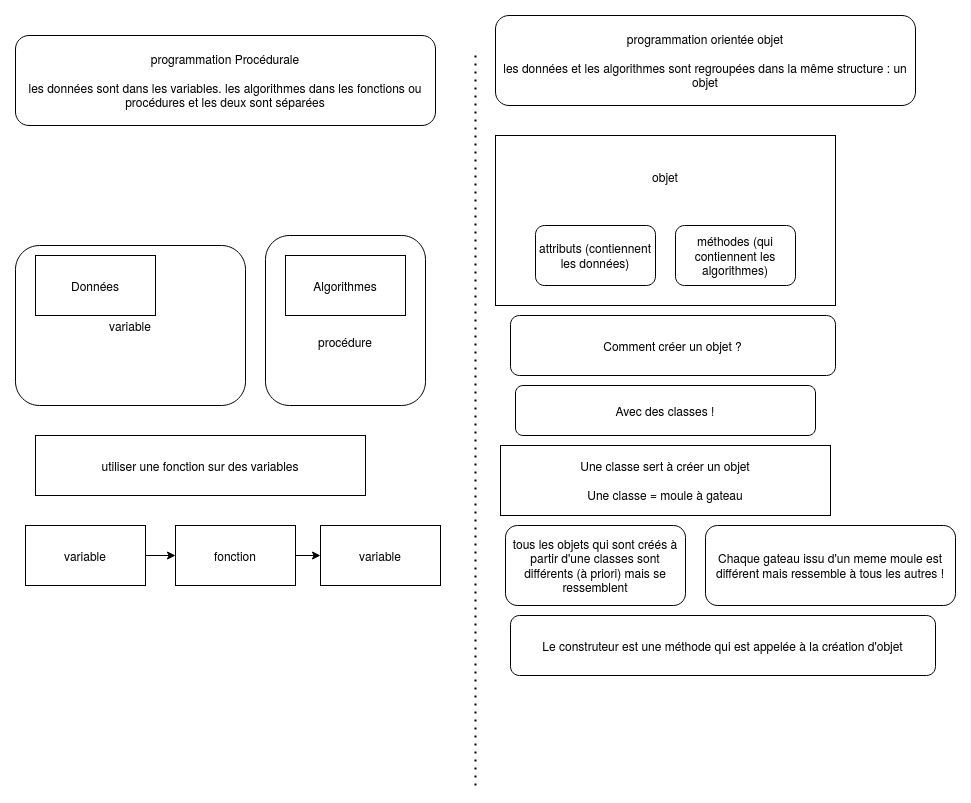 programmation Procédurale
les données sont dans les variables. les algorithmes dans les fonctions ou
procédures et les deux sont séparées
Données
variable
Algorithmes
procédure
utiliser une fonction sur des variables
variable
fonction
variable
programmation orientée objet
les données et les algorithmes sont regroupées dans la même structure : un
objet
objet
attributs (contiennent
les données)
méthodes (qui
contiennent les
algorithmes)
Comment créer un objet ?
Avec des classes !
Une classe sert à créer un objet
Une classe = moule à gateau
tous les objets qui sont créés à
partir d'une classes sont
différents (à priori) mais se
ressemblent
Chaque gateau issu d'un meme moule est
différent mais ressemble à tous les autres !
Le construteur est une méthode qui est appelée à la création d'objet